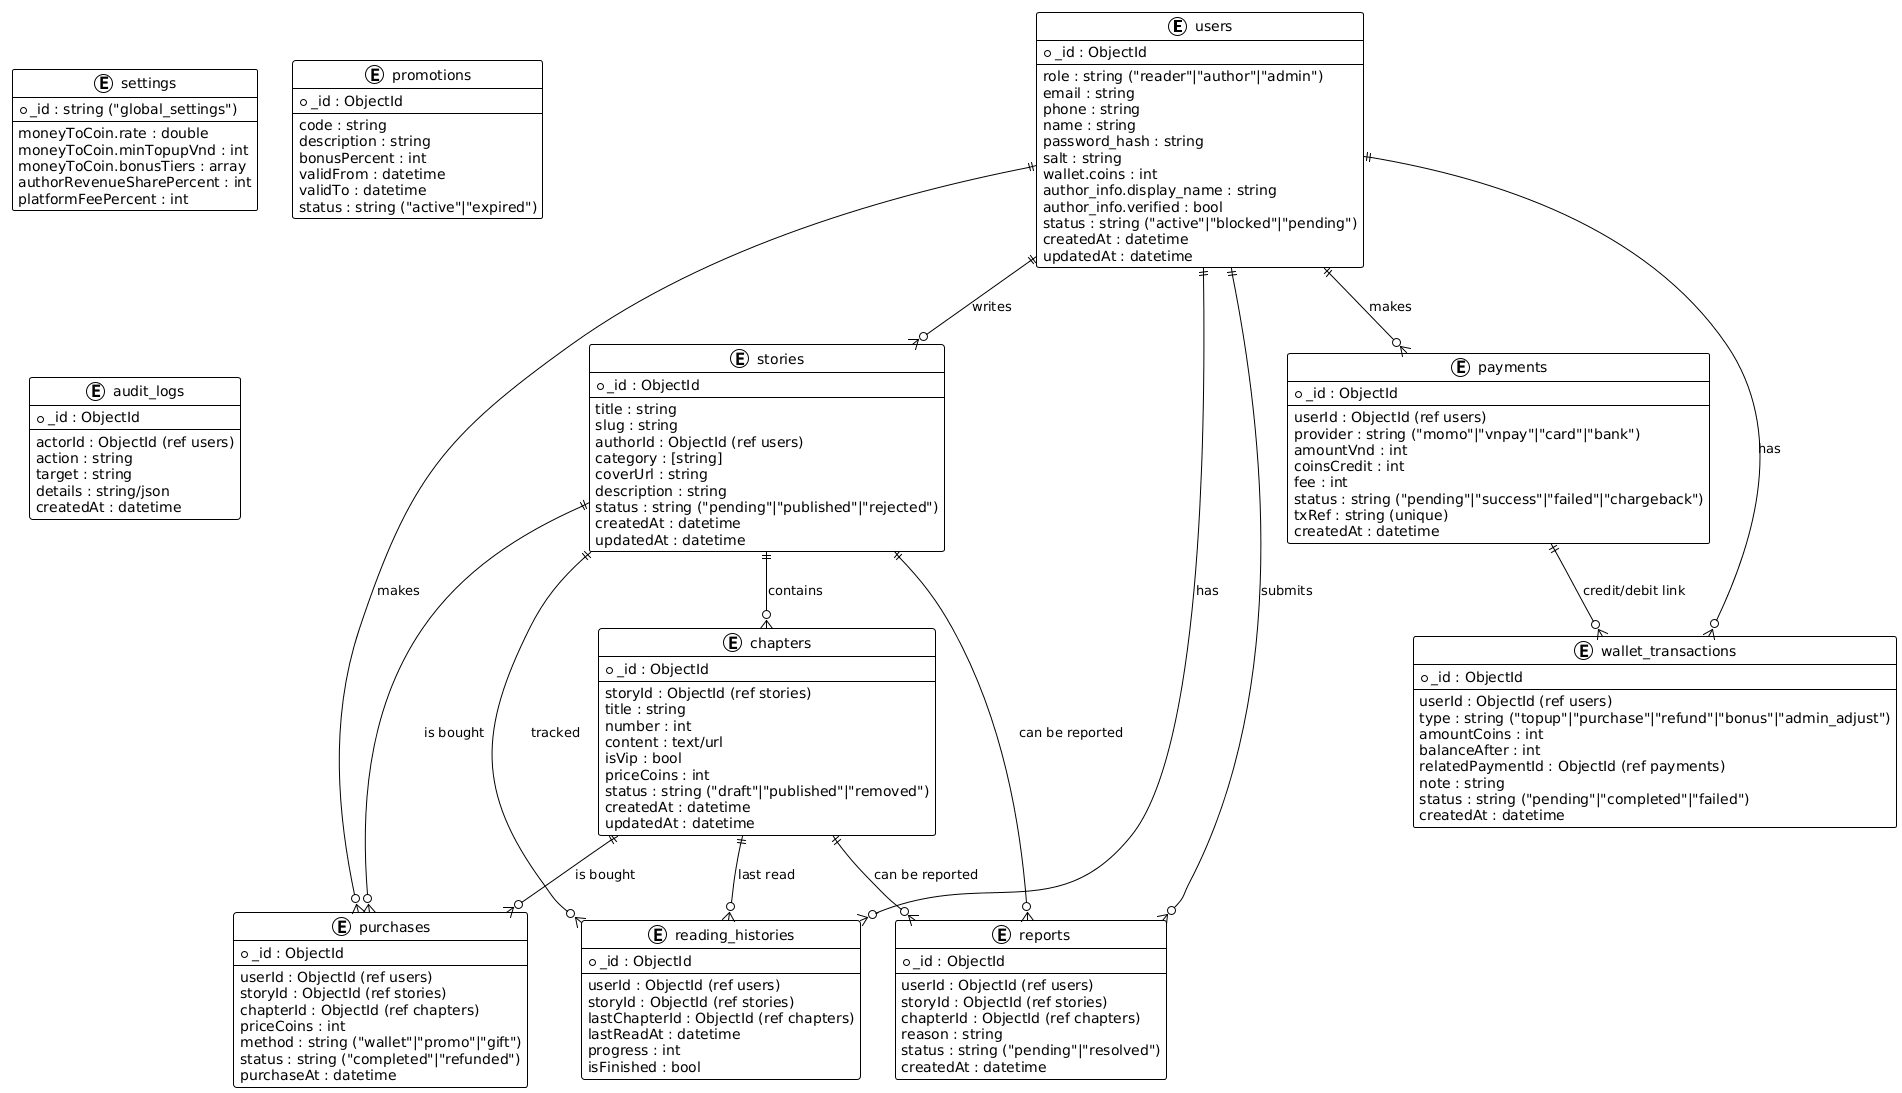 E users
_id : ObjectId
role : string ("reader"|"author"|"admin")
email : string
phone : string
name : string
password_hash : string
salt : string
wallet.coins : int
author_info.display_name : string
author_info.verified : bool
status : string ("active"|"blocked"|"pending")
createdAt : datetime
updatedAt : datetime
E settings
_id : string ("global_settings")
moneyToCoin.rate : double
moneyToCoin.minTopupVnd : int
moneyToCoin.bonusTiers : array
authorRevenueSharePercent : int
platformFeePercent : int
E promotions
_id : ObjectId
code : string
description : string
bonusPercent : int
validFrom : datetime
validTo : datetime
status : string ("active"|"expired")
writes
makes
E audit_logs
_id : ObjectId
actorId : ObjectId (ref users)
action : string
target : string
details : string/json
createdAt : datetime
E stories
_id : ObjectId
title : string
slug : string
authorId : ObjectId (ref users)
category : [string]
coverUrl : string
description : string
status : string ("pending"|"published"|"rejected")
createdAt : datetime
updatedAt : datetime
E payments
_id : ObjectId
userId : ObjectId (ref users)
provider : string ("momo"|"vnpay"|"card"|"bank")
amountVnd : int
coinsCredit : int
fee : int
status : string ("pending"|"success"|"failed"|"chargeback")
txRef : string (unique)
createdAt : datetime
has
makes
contains
has
submits
credit/debit link
E chapters
_id : ObjectId
storyId : ObjectId (ref stories)
title : string
number : int
content : text/url
isVip : bool
priceCoins : int
status : string ("draft"|"published"|"removed")
createdAt : datetime
updatedAt : datetime
E wallet_transactions
_id : ObjectId
userId : ObjectId (ref users)
type : string ("topup"|"purchase"|"refund"|"bonus"|"admin_adjust")
amountCoins : int
balanceAfter : int
relatedPaymentId : ObjectId (ref payments)
note : string
status : string ("pending"|"completed"|"failed")
createdAt : datetime
is bought
tracked
can be reported
is bought
last read
can be reported
E purchases
_id : ObjectId
userId : ObjectId (ref users)
storyId : ObjectId (ref stories)
chapterId : ObjectId (ref chapters)
priceCoins : int
method : string ("wallet"|"promo"|"gift")
status : string ("completed"|"refunded")
purchaseAt : datetime
E reading_histories
_id : ObjectId
userId : ObjectId (ref users)
storyId : ObjectId (ref stories)
lastChapterId : ObjectId (ref chapters)
lastReadAt : datetime
progress : int
isFinished : bool
E reports
_id : ObjectId
userId : ObjectId (ref users)
storyId : ObjectId (ref stories)
chapterId : ObjectId (ref chapters)
reason : string
status : string ("pending"|"resolved")
createdAt : datetime